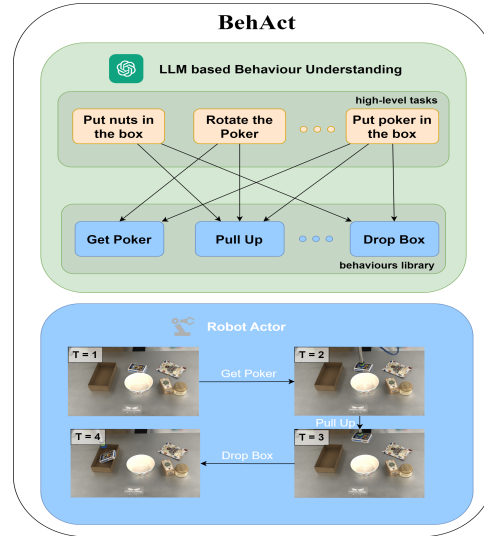 BehAct
LLM based Behaviour Understanding
high-level tasks
Put nuts in
the box
Rotate the
Poker
Put poker in
the box
Get Poker
Pull Up
Drop Box
behaviours library
Robot Actor
T = 1
Get Poker
T = 2
Pull Up
T = 4
Drop Box
T = 3